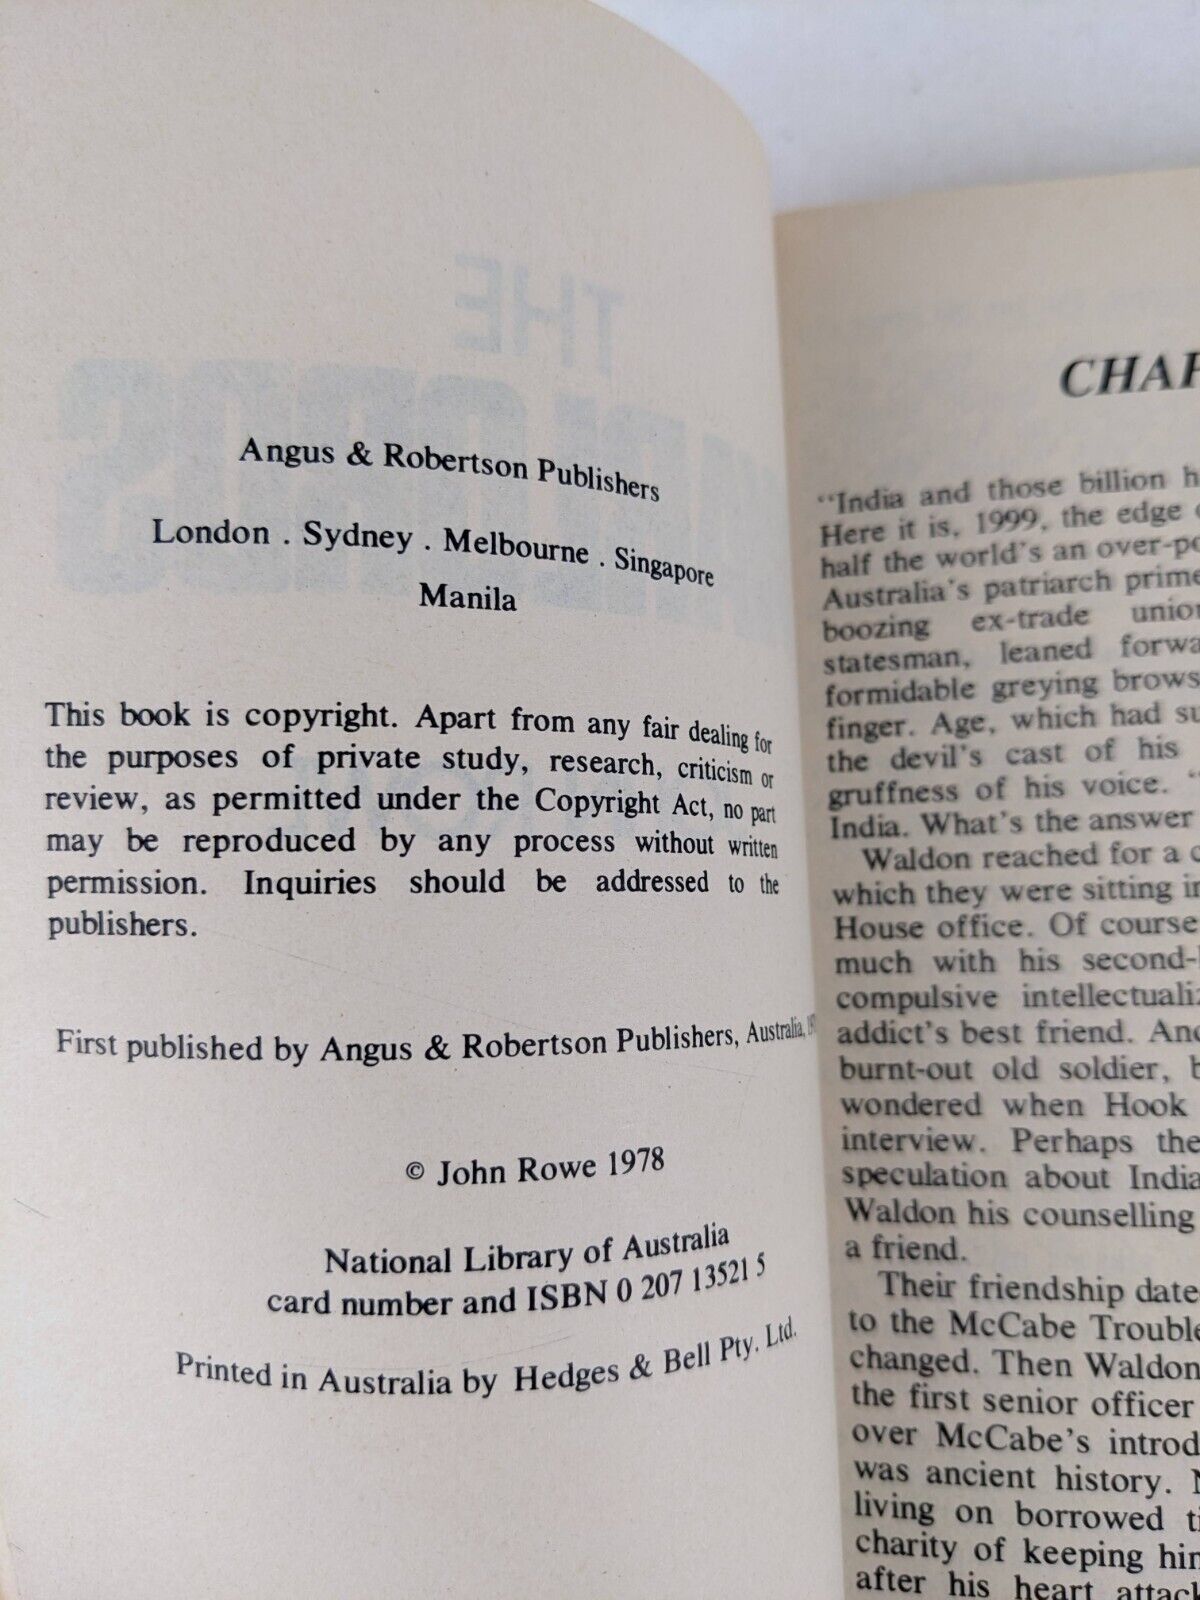 THE
Angus & Robertson Publishers
London . Sydney . Melbourne . Singapore
Manila
This book is copyright. Apart from any fair dealing for
the purposes of private study, research, criticism or
review, as permitted under the Copyright Act, no part
may be reproduced by any process without written
permission. Inquiries should be addressed to the
publishers.
First published by Angus & Robertson Publishers, Australia,
© John Rowe 1978
National Library of Australia
card number and ISBN 0 207 13521 5
Printed in Australia by Hedges & Bell Pty. Ltd.
CHAP
"India and those billion h
Here it is, 1999, the edge
half the world's an over-po
Australia's patriarch prime
boozing ex-trade union
statesman, leaned forwa
formidable greying brows
finger. Age, which had su
the devil's cast of his
gruffness of his voice. "
India. What's the answer
Waldon reached for a c
which they were sitting in
House office. Of course
much with his second-
compulsive intellectualiz
addict's best friend. And
burnt-out old soldier, b
wondered when Hook
interview. Perhaps the
speculation about India
Waldon his counselling
a friend.
Their friendship date
to the McCabe Trouble
changed. Then Waldon
the first senior officer
over McCabe's introd
was ancient history. N
living on borrowed ti
charity of keeping him
after his heart attack